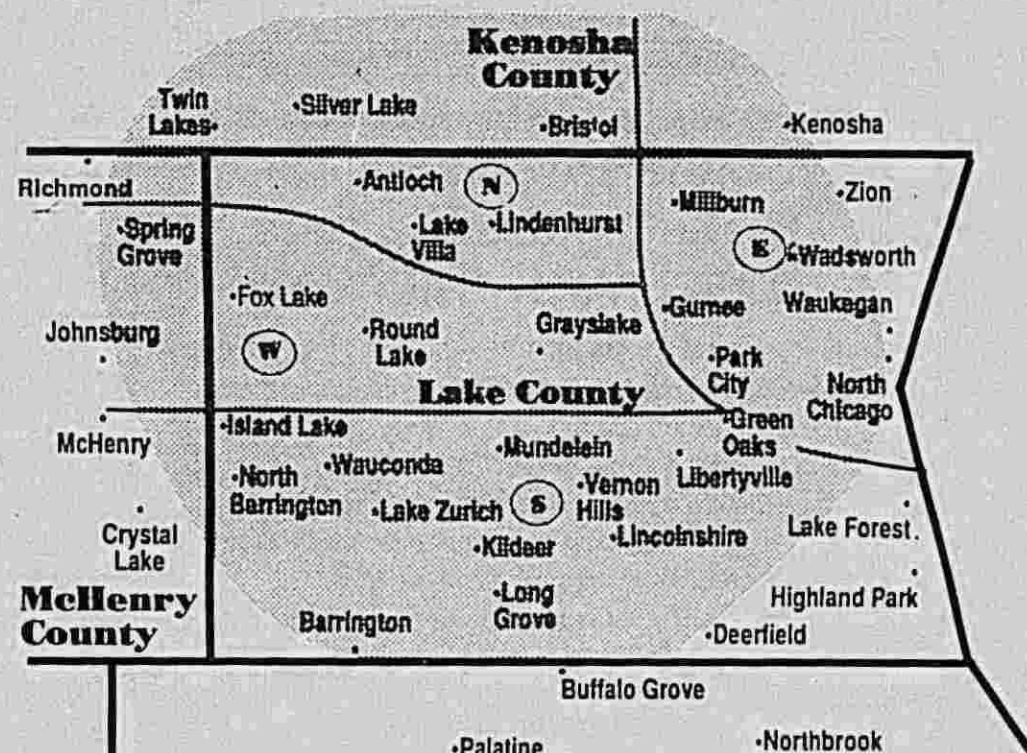 Kenosha
County
Twin
Lakes
Silver Lake
Bristol
Kenosha
Richmond
Antioch
N
Millburn
Zion
Spring
Grove
Lake
Villa
Lindenhurst
E
Wadsworth
Fox Lake
Gurnee
Waukegan
Johnsburg
W
Round
Lake
Grayslake
Park
City
North
Chicago
Lake County
McHenry
Island Lake
Green
Oaks
Mundelein
North
Barrington
Wauconda
Libertyville
Vernon
Hills
Lake Zurich
S
Crystal
Lake
Kildeer
Lincolnshire
Lake Forest
McHenry
County
Long
Grove
Highland Park
Barrington
Deerfield
Buffalo Grove
Palatine
Northbrook